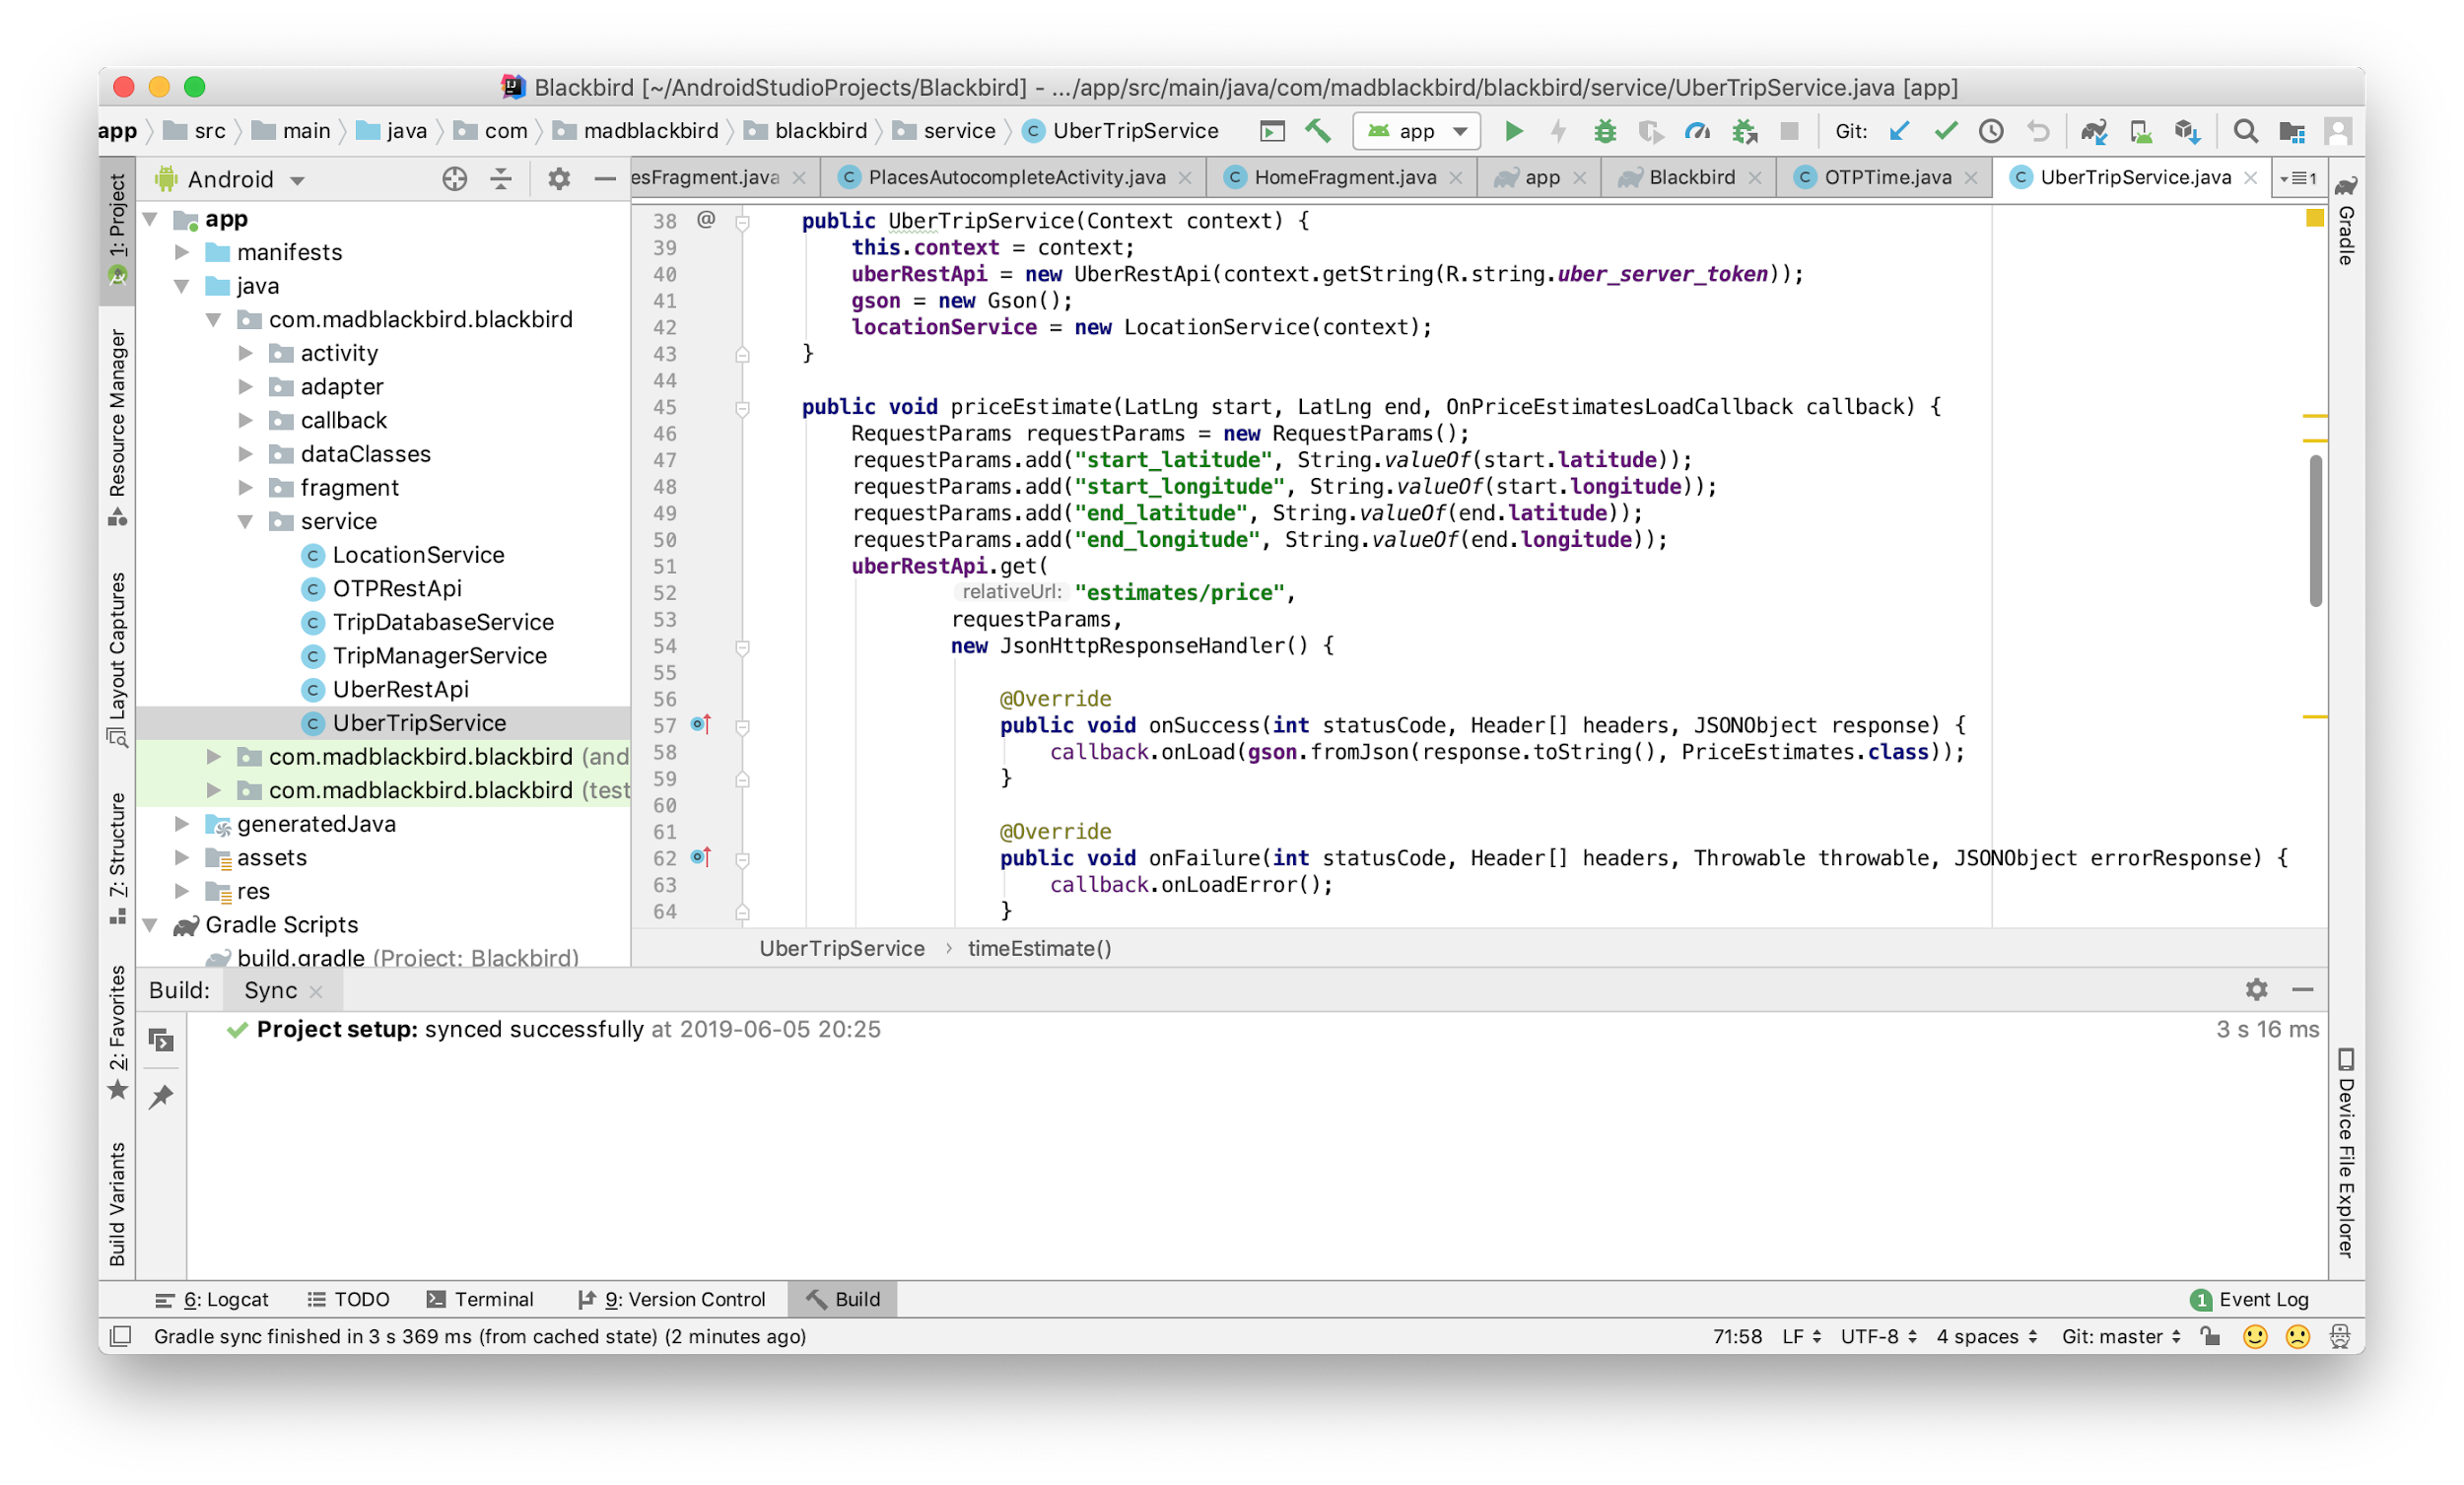 Blackbird [~/AndroidStudioProjects/Blackbird] - .../app/src/main/java/com/madblackbird/blackbird/service/UberTripService.java [app]
app src main java com madblackbird blackbird service UberTripService app Git:
1: Project
Resource Manager
Layout Captures
7: Structure
2: Favorites
Build Variants
Android
app
manifests
java
com.madblackbird.blackbird
activity
adapter
callback
dataClasses
fragment
service
LocationService
OTPRestApi
TripDatabaseService
TripManagerService
UberRestApi
UberTripService
com.madblackbird.blackbird (and
com.madblackbird.blackbird (test
generatedJava
assets
res
Gradle Scripts
build.gradle (Project: Blackbird)
esFragment.java PlacesAutocompleteActivity.java HomeFragment.java app Blackbird OTPTime.java UberTripService.java 1
38 @ public UberTripService(Context context) {
39 this.context = context;
40 uberRestApi = new UberRestApi(context.getString(R.string.uber_server_token));
41 gson = new Gson();
42 locationService = new LocationService(context);
43 }
44
45 public void priceEstimate(LatLng start, LatLng end, OnPriceEstimatesLoadCallback callback) {
46 RequestParams requestParams = new RequestParams();
47 requestParams.add("start_latitude", String.valueOf(start.latitude));
48 requestParams.add("start_longitude", String.valueOf(start.longitude));
49 requestParams.add("end_latitude", String.valueOf(end.latitude));
50 requestParams.add("end_longitude", String.valueOf(end.longitude));
51 uberRestApi.get(
52 relativeUrl: "estimates/price",
53 requestParams,
54 new JsonHttpResponseHandler() {
55
56 @Override
57 public void onSuccess(int statusCode, Header[] headers, JSONObject response) {
58 callback.onLoad(gson.fromJson(response.toString(), PriceEstimates.class));
59 }
60
61 @Override
62 public void onFailure(int statusCode, Header[] headers, Throwable throwable, JSONObject errorResponse) {
63 callback.onLoadError();
64 }
UberTripService › timeEstimate()
Gradle
Device File Explorer
Build: Sync
Project setup: synced successfully at 2019-06-05 20:25 3 s 16 ms
6: Logcat TODO Terminal 9: Version Control Build 1 Event Log
Gradle sync finished in 3 s 369 ms (from cached state) (2 minutes ago) 71:58 LF UTF-8 4 spaces Git: master